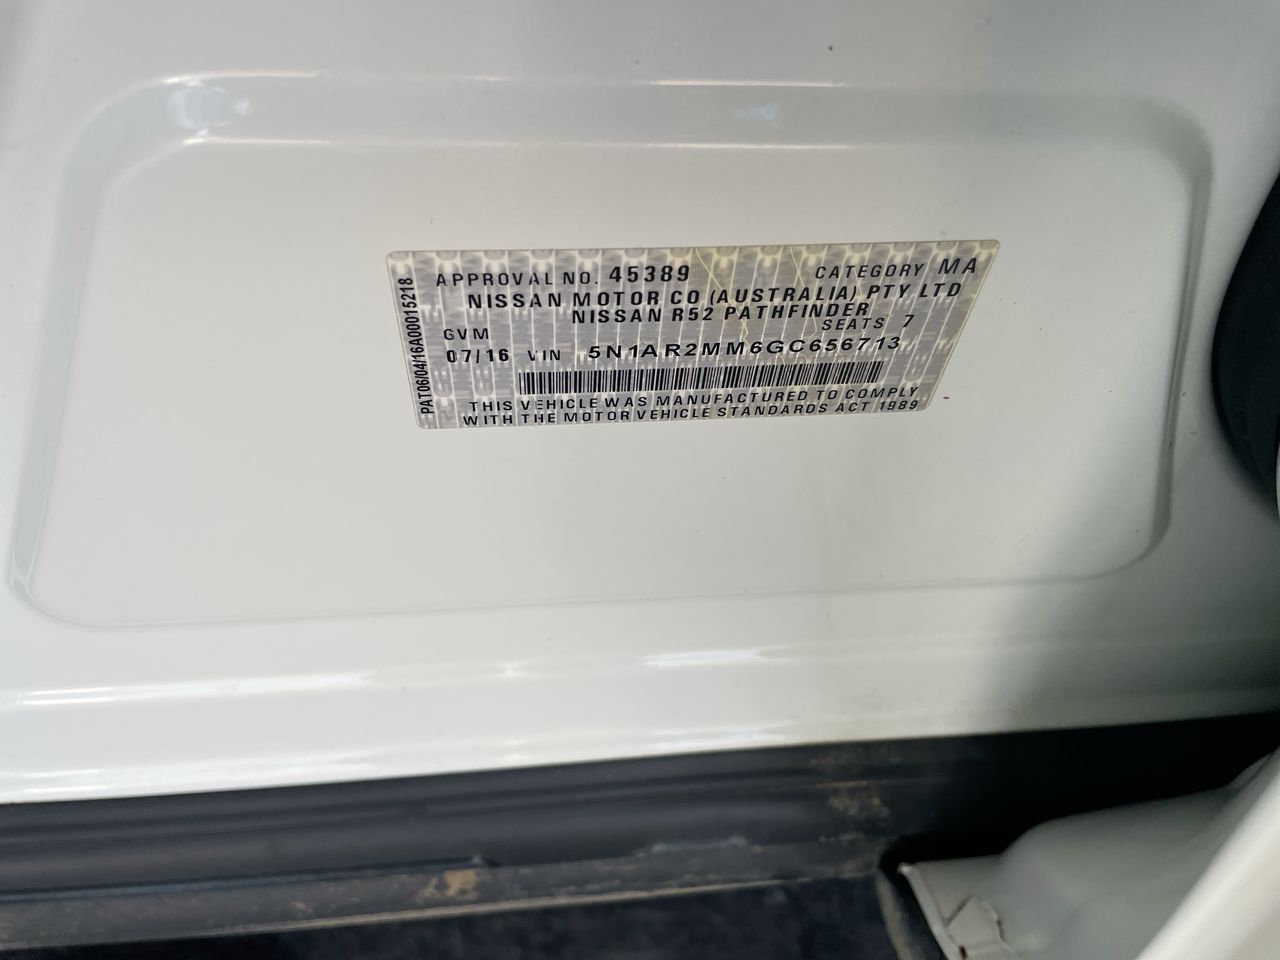 PAT06/04/16A00015218
APPROVAL NO. 45389 CATEGORY MA
NISSAN MOTOR CO (AUSTRALIA) PTY LTD
NISSAN R52 PATHFINDER
GVM SEATS 7
07/16 VIN 5N1AR2MM6GC656713
THIS VEHICLE WAS MANUFACTURED TO COMPLY
WITH THE MOTOR VEHICLE STANDARDS ACT 1989